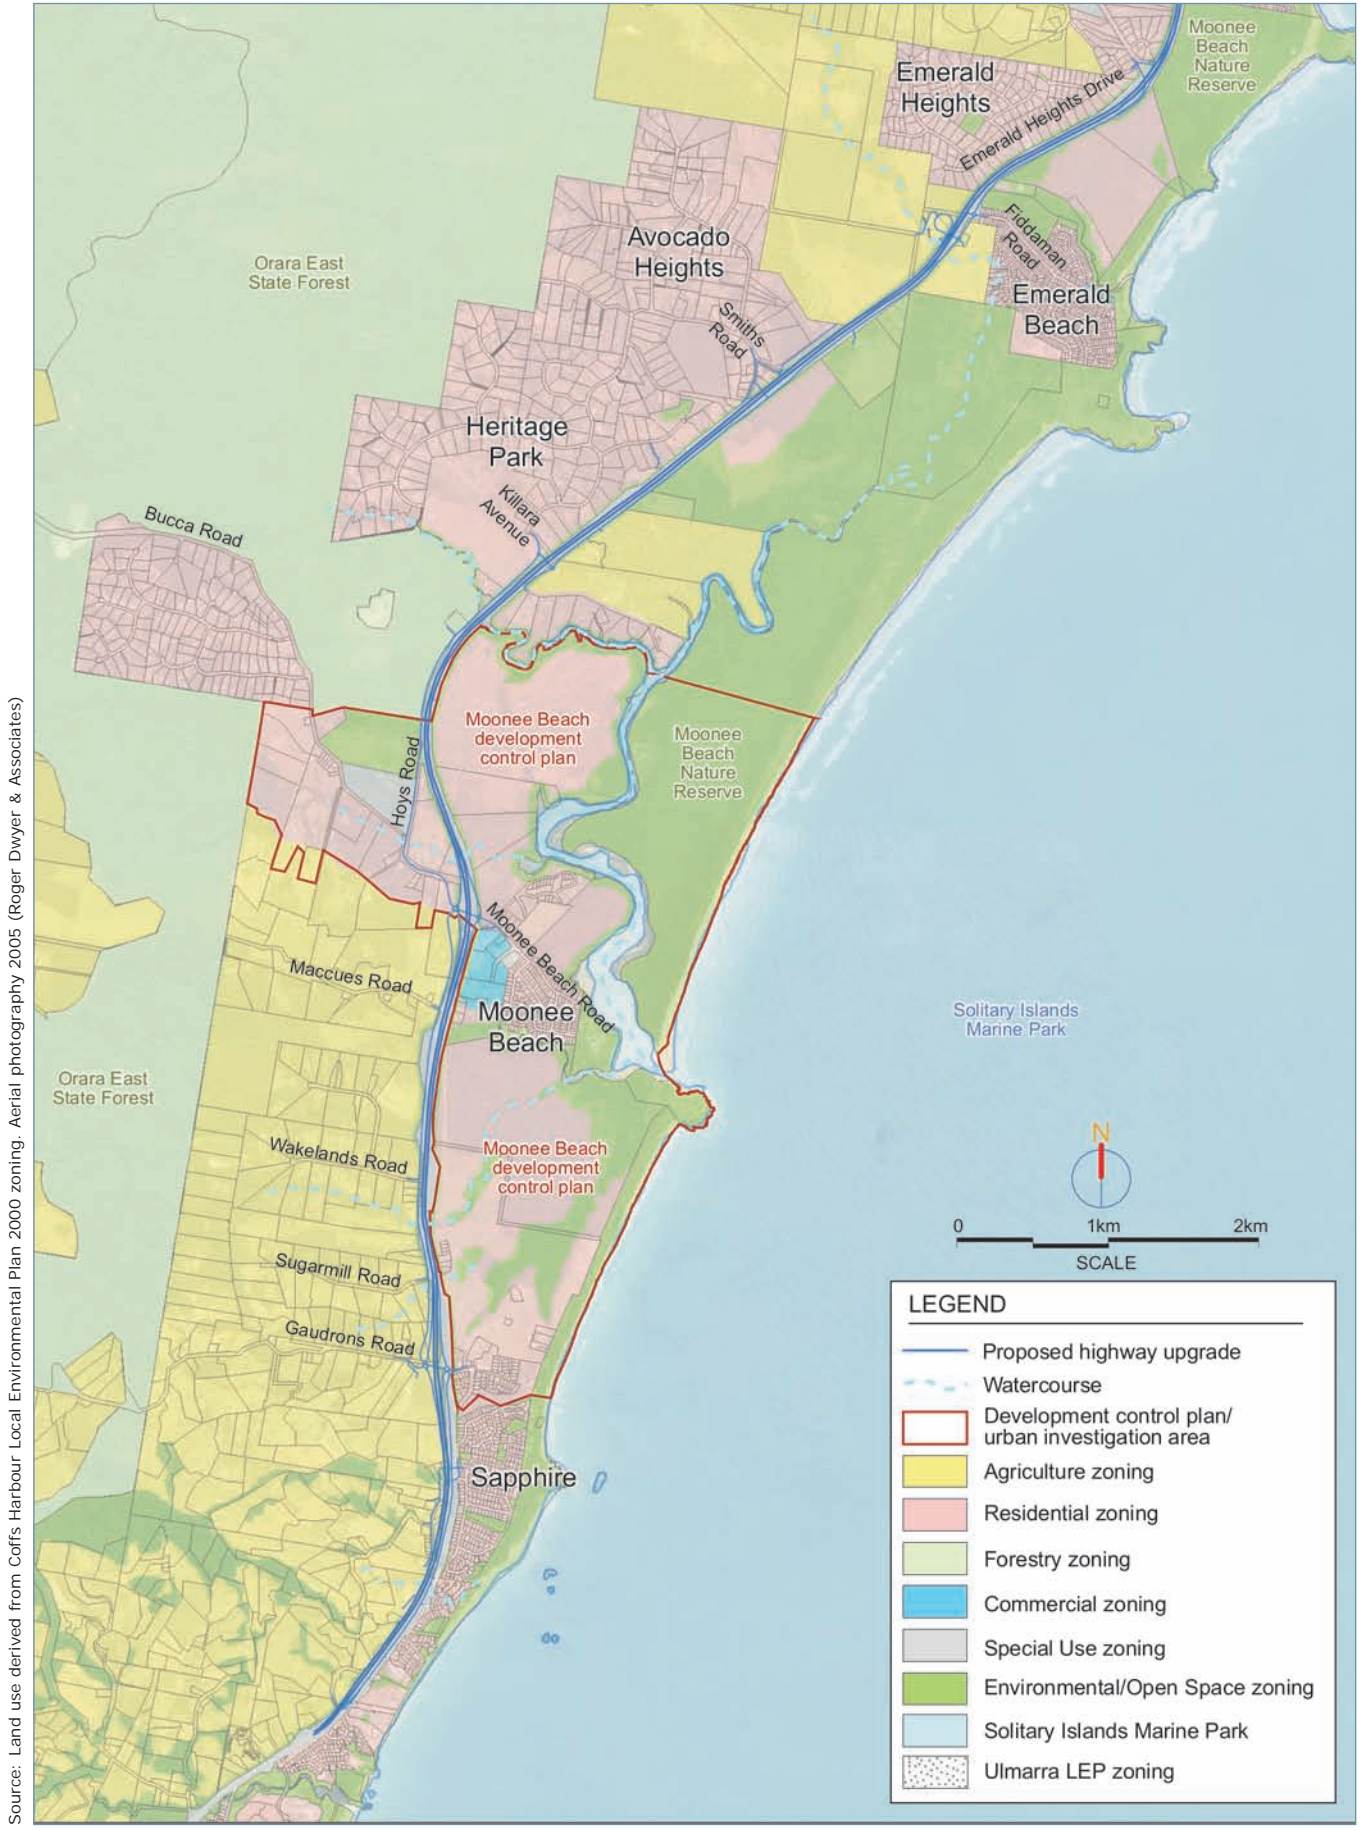 Moonee
Beach
Nature
Reserve
Emerald
Heights
Emerald Heights Drive
Avocado
Heights
Fiddaman
Road
Orara East
State Forest
Emerald
Beach
Smiths
Road
Heritage
Park
Killara
Avenue
Bucca Road
Moonee Beach
development
control plan
Moonee
Beach
Nature
Reserve
Hoys Road
Moonee Beach Road
Maccues Road
Moonee
Beach
Solitary Islands
Marine Park
Orara East
State Forest
Wakelands Road
Moonee Beach
development
control plan
N
0 1km 2km
SCALE
Sugarmill Road
Gaudrons Road
Sapphire
LEGEND
Proposed highway upgrade
Watercourse
Development control plan/
urban investigation area
Agriculture zoning
Residential zoning
Forestry zoning
Commercial zoning
Special Use zoning
Environmental/Open Space zoning
Solitary Islands Marine Park
Ulmarra LEP zoning
Source: Land use derived from Coffs Harbour Local Environmental Plan 2000 zoning. Aerial photography 2005 (Roger Dwyer & Associates)